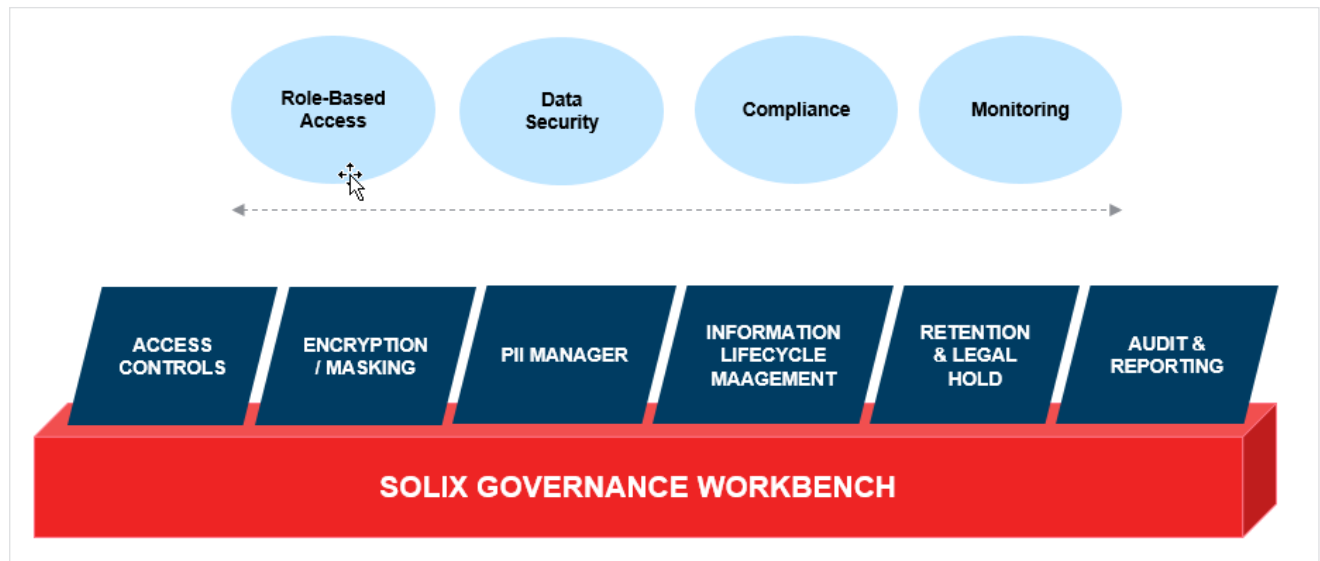 Role-Based
Access
Data
Security
Compliance
Monitoring
ACCESS
CONTROLS
ENCRYPTION
/ MASKING
PII MANAGER
INFORMATION
LIFECYCLE
MAAGEMENT
RETENTION
& LEGAL
HOLD
AUDIT &
REPORTING
SOLIX GOVERNANCE WORKBENCH